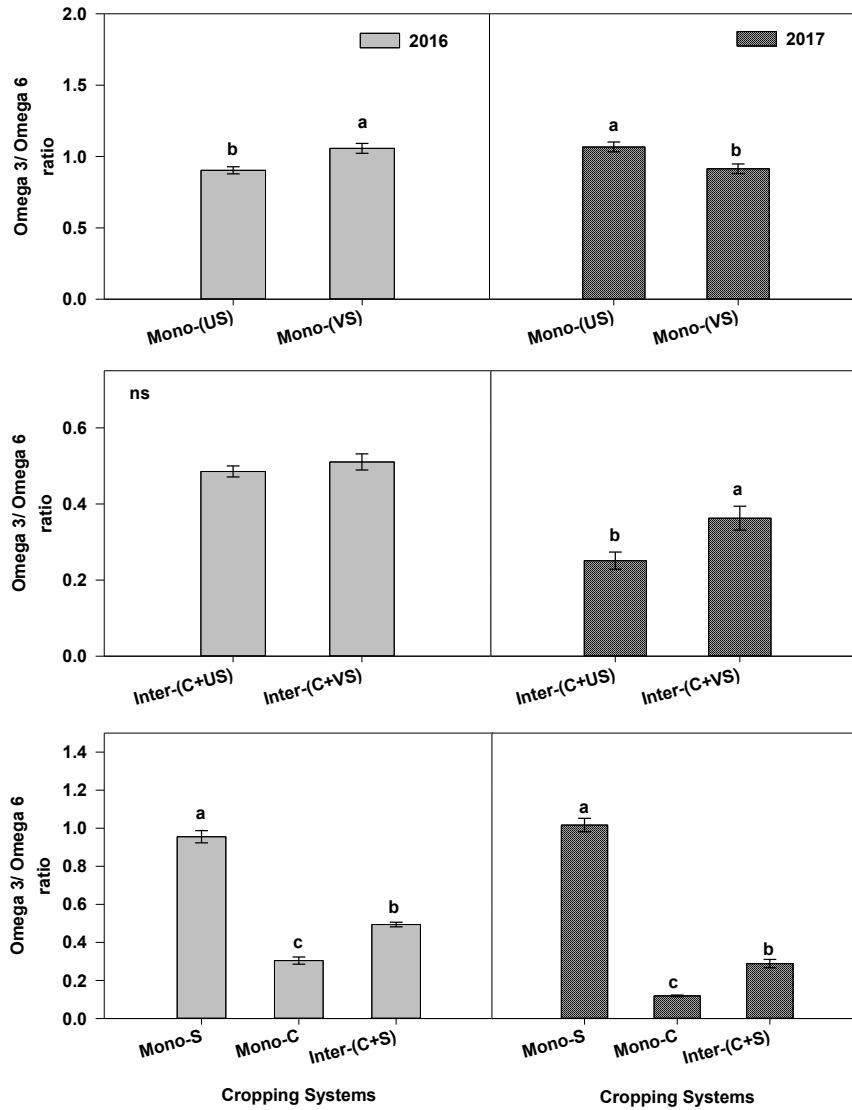 2.0
1.5
1.0
0.5
0.0
Omega 3/ Omega 6
ratio
2016
2017
b
a
a
b
Mono-(US)
Mono-(VS)
Mono-(US)
Mono-(VS)
0.6
0.4
0.2
0.0
Omega 3/ Omega 6
ratio
ns
b
a
Inter-(C+US)
Inter-(C+VS)
Inter-(C+US)
Inter-(C+VS)
1.4
1.2
1.0
0.8
0.6
0.4
0.2
0.0
Omega 3/ Omega 6
ratio
a
c
b
a
c
b
Mono-S
Mono-C
Inter-(C+S)
Mono-S
Mono-C
Inter-(C+S)
Cropping Systems
Cropping Systems